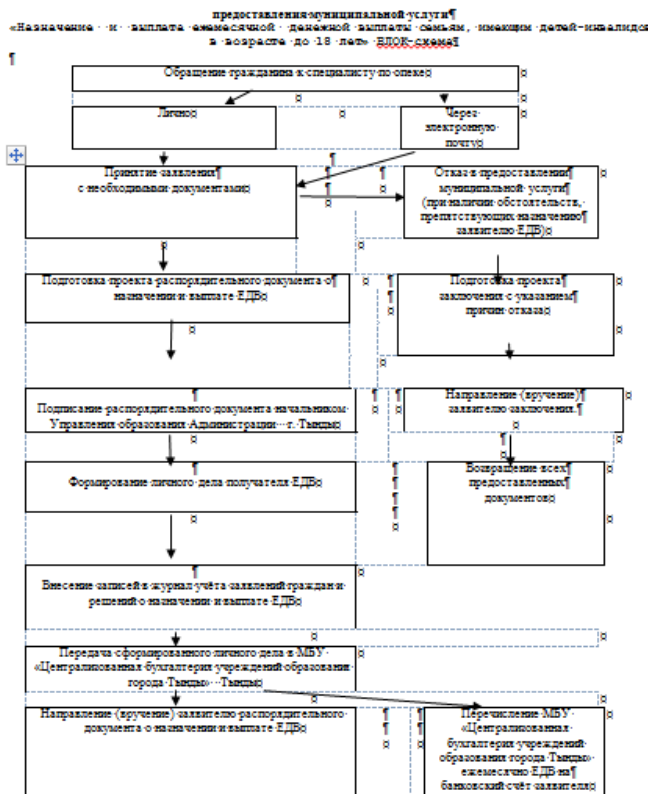 предоставления муниципальной услуги
«Назначение и выплата ежемесячной денежной выплаты семьям, имеющим детей-инвалидов
в возрасте до 18 лет» БЛОК-схема
Обращение гражданина к специалисту по опеке
Лично
Через
электронную
почту
Принятие заявления
с необходимыми документами
Отказ в предоставлении
муниципальной услуги
(при наличии обстоятельств,
препятствующих назначению
заявителю ЕДВ)
Подготовка проекта распорядительного документа о
назначении и выплате ЕДВ
Подготовка проекта
заключения с указанием
причин отказа
Подписание распорядительного документа начальником
Управления образования Администрации г. Тынды
Направление (вручение)
заявителю заключения.
Формирование личного дела получателя ЕДВ
Возвращение всех
предоставленных
документов
Внесение записей в журнал учёта заявлений граждан и
решений о назначении и выплате ЕДВ
Передача сформированного личного дела в МБУ
«Централизованная бухгалтерия учреждений образования
города Тынды» Тынды
Направление (вручение) заявителю распорядительного
документа о назначении и выплате ЕДВ
Перечисление МБУ
«Централизованная
бухгалтерия учреждений
образования города Тынды»
ежемесячно ЕДВ на
банковский счёт заявителя